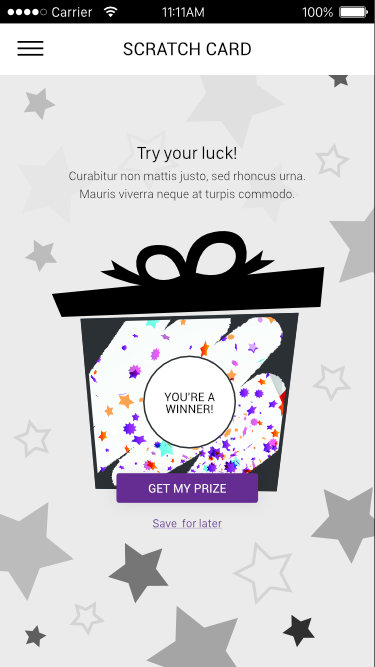 Carrier 11:11AM 100%
SCRATCH CARD
Try your luck!
Curabitur non mattis justo, sed rhoncus urna.
Mauris viverra neque at turpis commodo.
YOU'RE A
WINNER!
GET MY PRIZE
Save for later